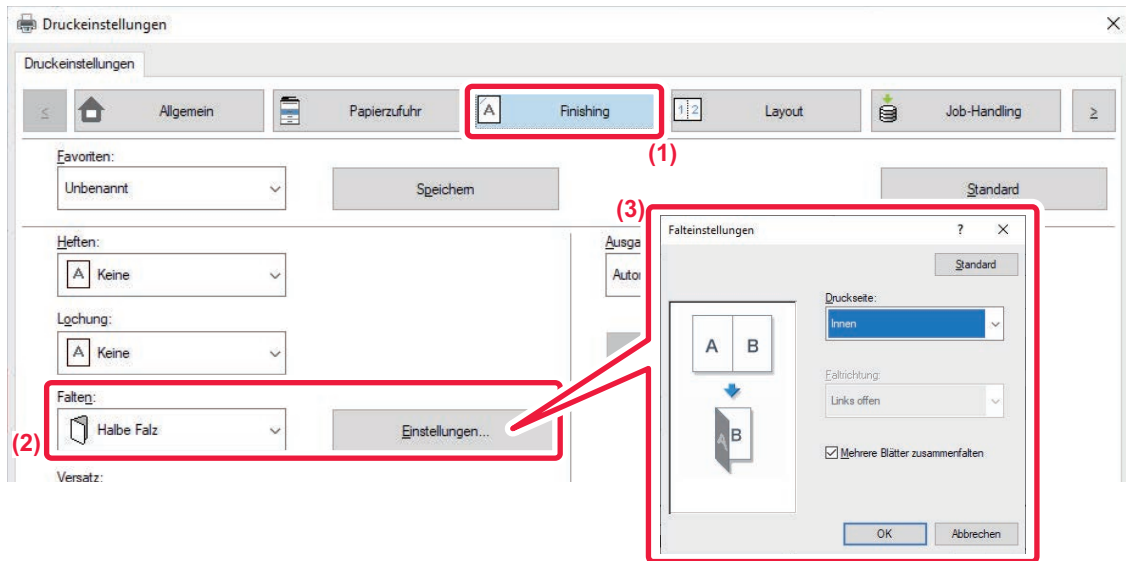 Druckeinstellungen
Druckeinstellungen
≤ Allgemein Papierzufuhr A Finishing 1 2 Layout Job-Handling ≥
(1)
Favoriten:
Unbenannt Speichern Standard
(3)
Falteinstellungen ? 
Standard
Heften:
A Keine
Ausga
Autor
Lochung:
A Keine
Druckseite:
Innen
A B
Faltrichtung:
Links offen
A B
Mehrere Blätter zusammenfalten
OK Abbrechen
Falten:
(2) Halbe Falz Einstellungen...
Versatz: